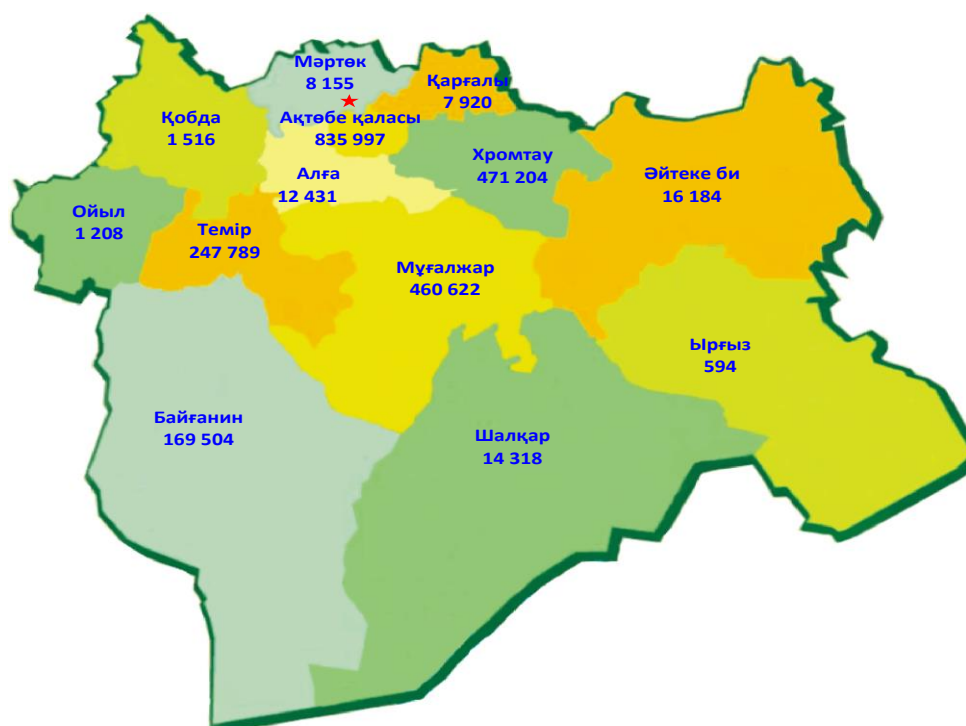 Мәртөк
8 155
Қарғалы
7 920
Қобда
1 516
Ақтөбе қаласы
835 997
Хромтау
471 204
Әйтеке би
16 184
Алға
12 431
Ойыл
1 208
Темір
247 789
Мұғалжар
460 622
Ырғыз
594
Байғанин
169 504
Шалқар
14 318